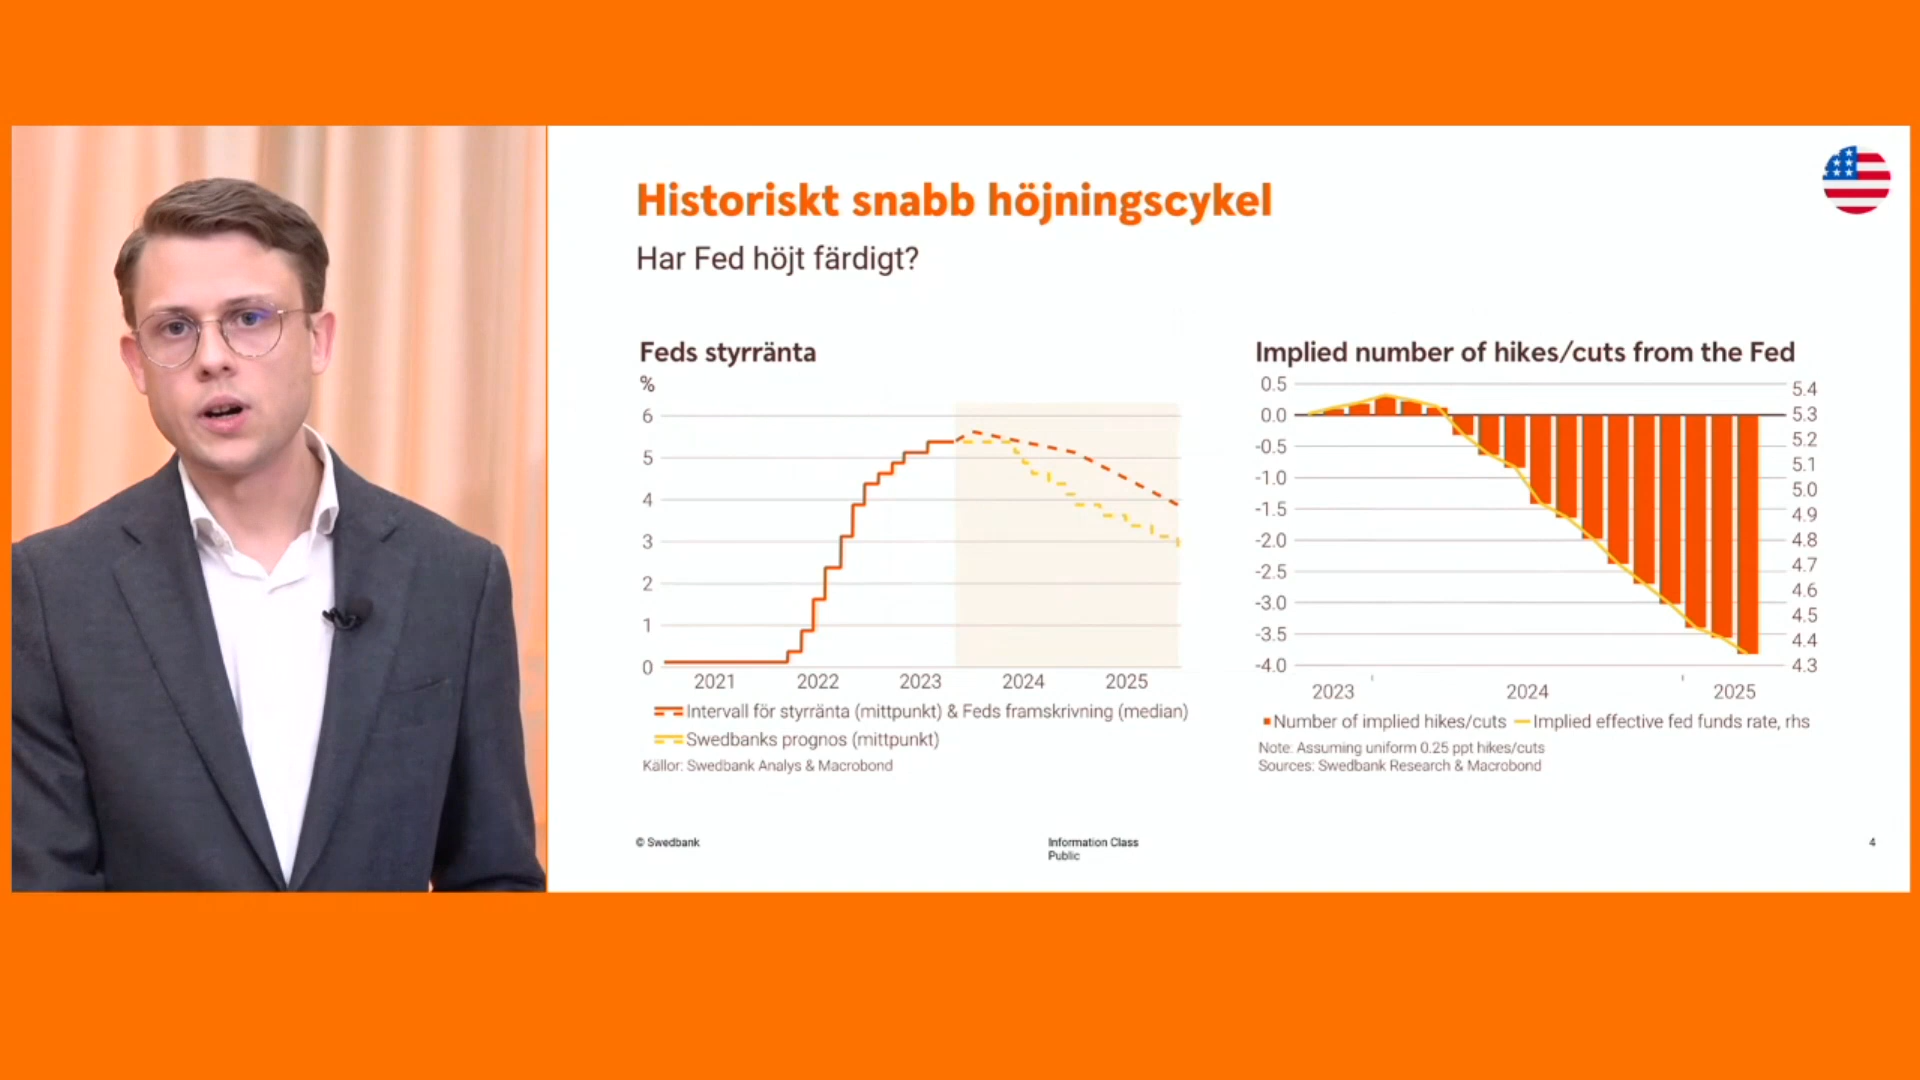 Historiskt snabb höjningscykel
Har Fed höjt färdigt?
Feds styrränta
%
6
5
4
3
2
1
0
2021 2022 2023 2024 2025
Intervall för styrränta (mittpunkt) & Feds framskrivning (median)
Swedbanks prognos (mittpunkt)
Källor: Swedbank Analys & Macrobond
Implied number of hikes/cuts from the Fed
0.5 5.4
0.0 5.3
-0.5 5.2
5.1
-1.0 5.0
-1.5 4.9
-2.0 4.8
-2.5 4.7
-3.0 4.6
4.5
-3.5 4.4
-4.0 4.3
2023 2024 2025
Number of implied hikes/cuts Implied effective fed funds rate, rhs
Note: Assuming uniform 0.25 ppt hikes/cuts
Sources: Swedbank Research & Macrobond
© Swedbank
Information Class
Public
4